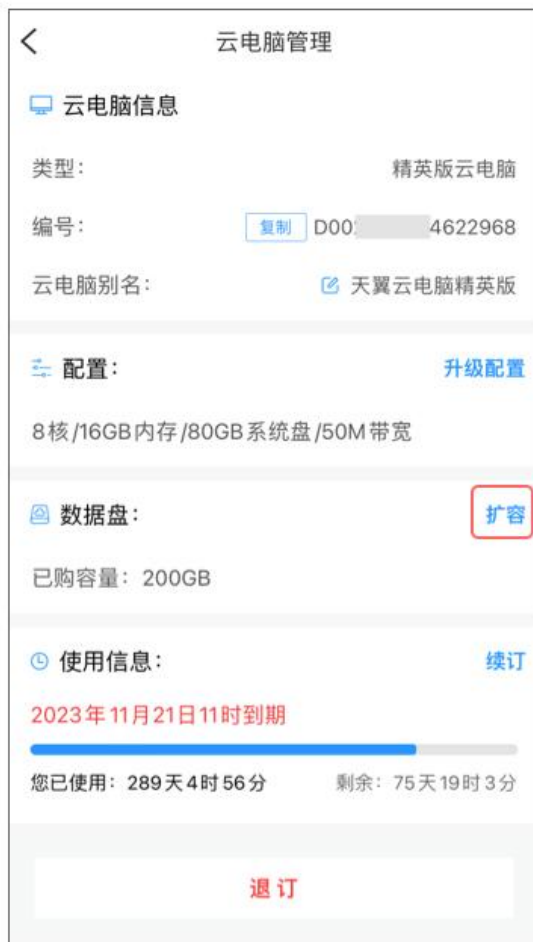 云电脑管理
云电脑信息
类型： 精英版云电脑
编号： 复制 D002 4622968
云电脑别名： 天翼云电脑精英版
配置： 升级配置
8核/16GB内存/80GB系统盘/50M带宽
数据盘： 扩容
已购容量：200GB
使用信息： 续订
2023年11月21日11时到期
您已使用：289天4时56分 剩余：75天19时3分
退订